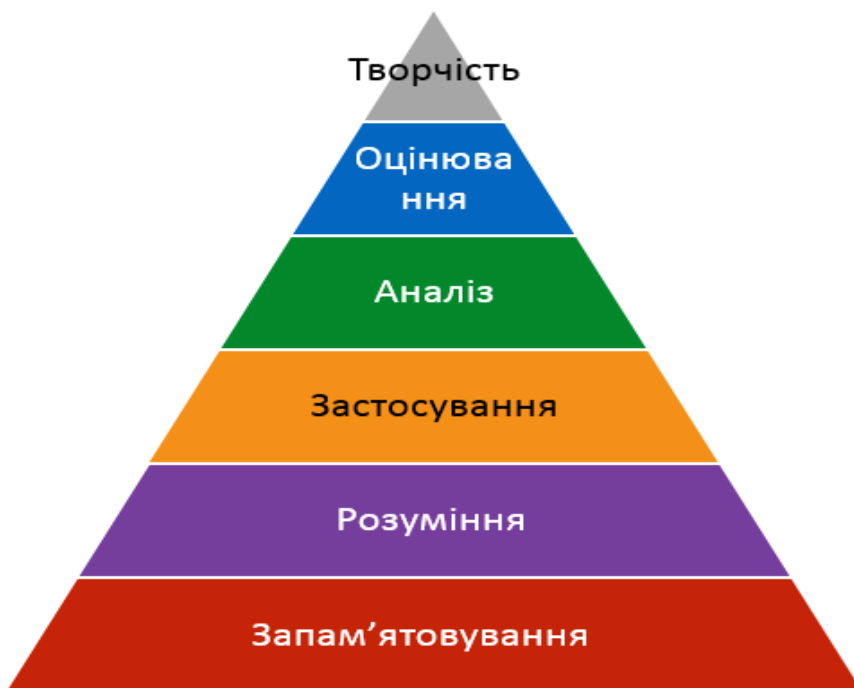 Творчість
Оцінюва
ння
Аналіз
Застосування
Розуміння
Запам’ятовування